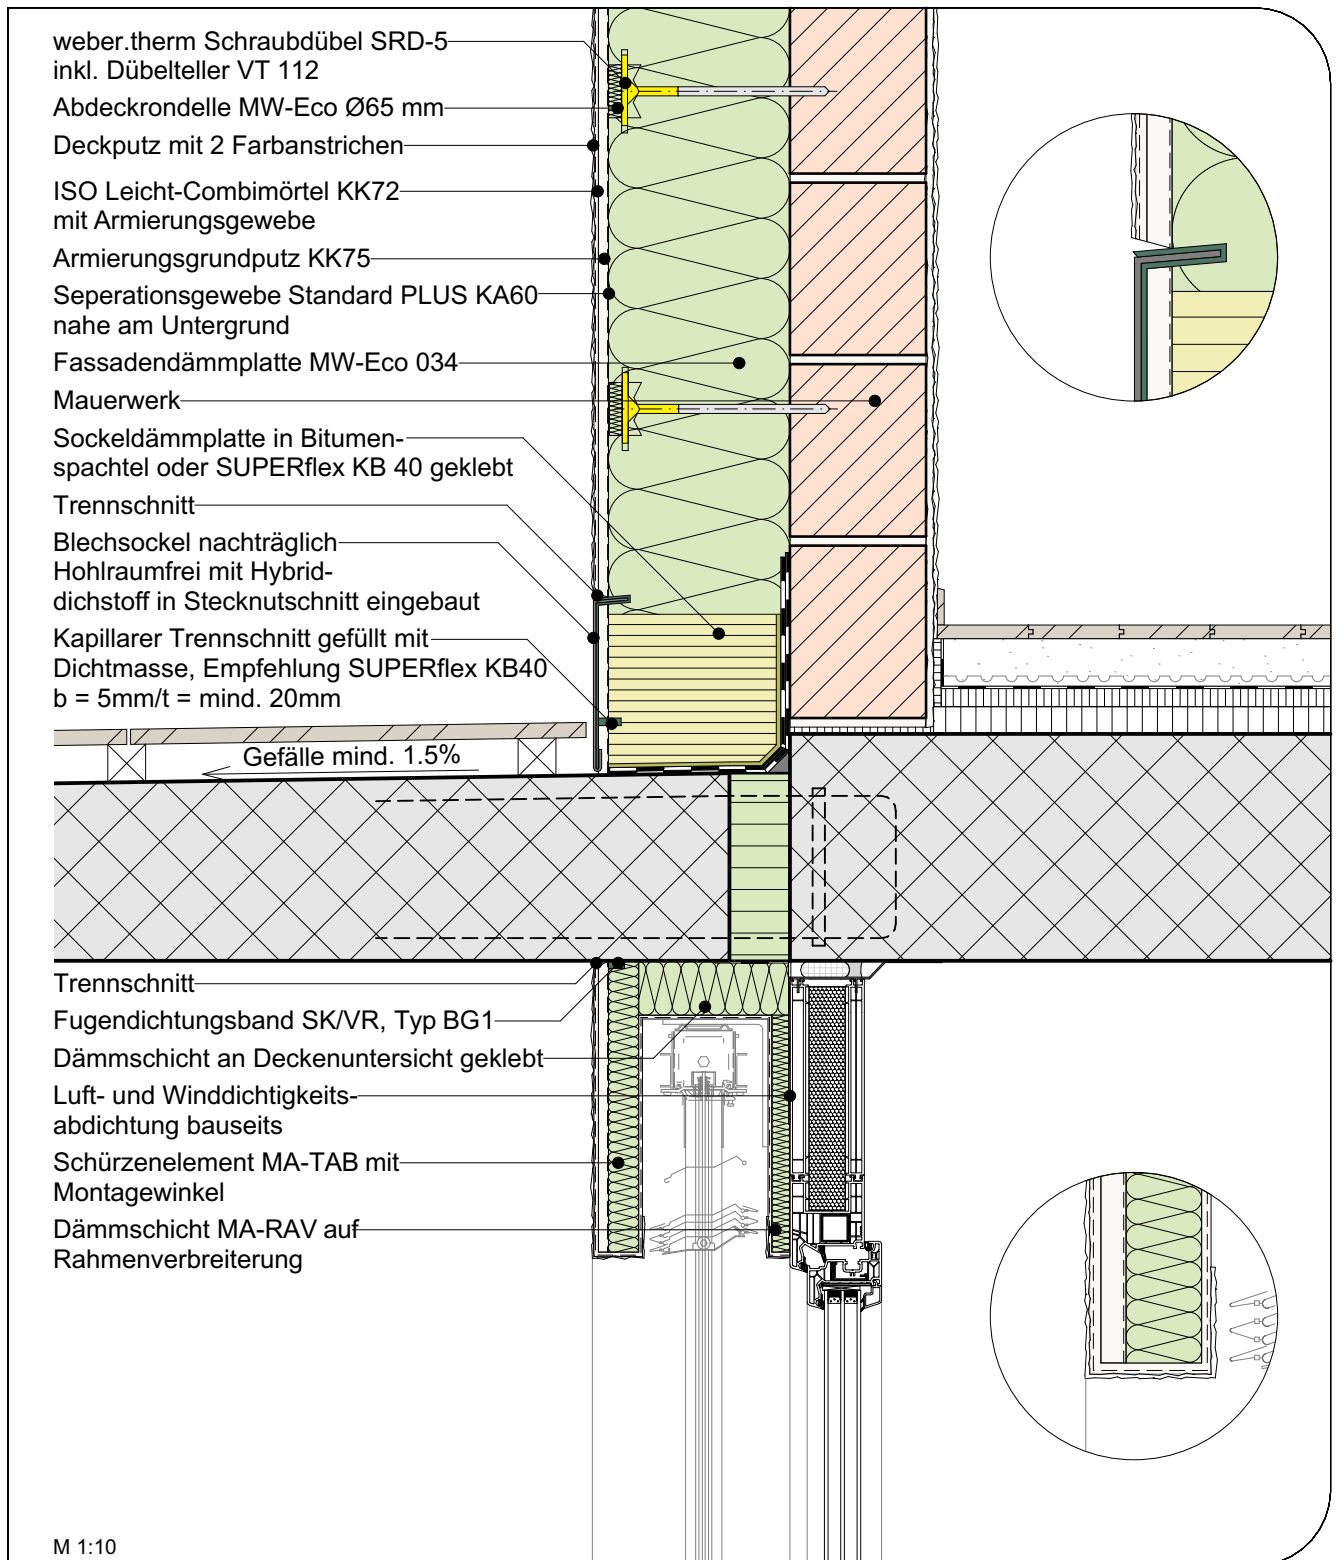 weber.therm Schraubdübel SRD-5
inkl. Dübelteller VT 112
Abdeckrondelle MW-Eco Ø65 mm
Deckputz mit 2 Farbanstrichen
ISO Leicht-Combimörtel KK72
mit Armierungsgewebe
Armierungsgrundputz KK75
Seperationsgewebe Standard PLUS KA60
nahe am Untergrund
Fassadendämmplatte MW-Eco 034
Mauerwerk
Sockeldämmplatte in Bitumen-
spachtel oder SUPERflex KB 40 geklebt
Trennschnitt
Blechsockel nachträglich
Hohlraumfrei mit Hybrid-
dichstoff in Stecknutschnitt eingebaut
Kapillarer Trennschnitt gefüllt mit
Dichtmasse, Empfehlung SUPERflex KB40
b = 5mm/t = mind. 20mm
Gefälle mind. 1.5%
Trennschnitt
Fugendichtungsband SK/VR, Typ BG1
Dämmschicht an Deckenuntersicht geklebt
Luft- und Winddichtigkeits-
abdichtung bauseits
Schürzenelement MA-TAB mit
Montagewinkel
Dämmschicht MA-RAV auf
Rahmenverbreiterung
M 1:10